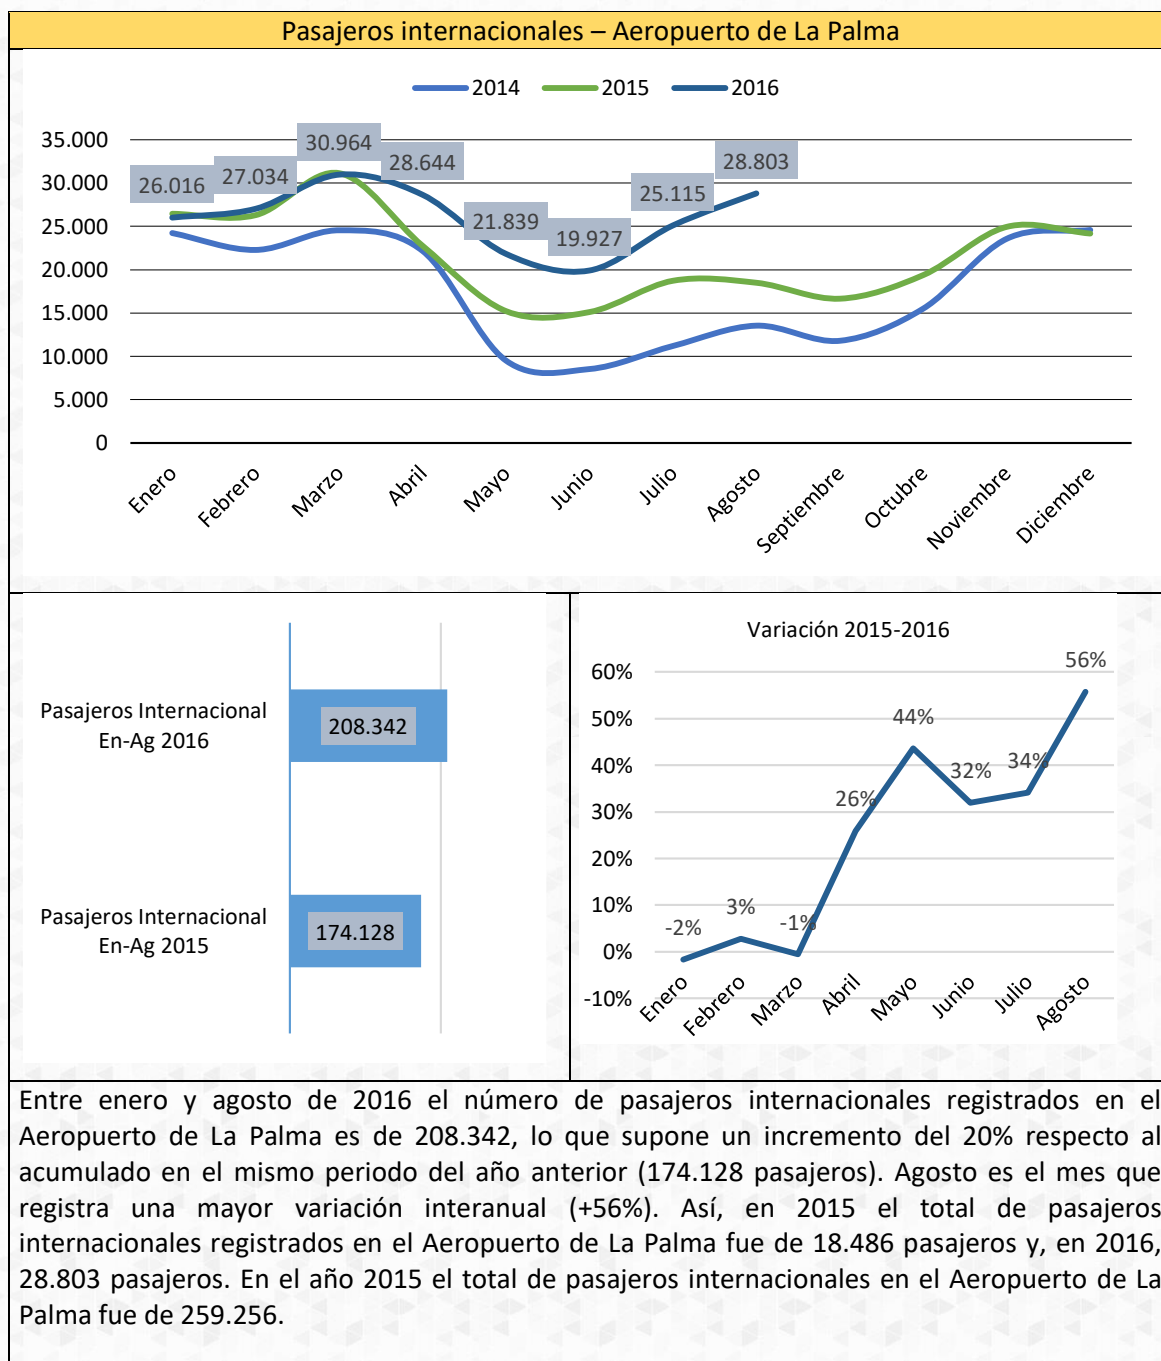 Pasajeros internacionales – Aeropuerto de La Palma
2014 2015 2016
35.000
30.000
25.000
20.000
15.000
10.000
5.000
0
26.016
27.034
30.964
28.644
21.839
19.927
25.115
28.803
Enero
Febrero
Marzo
Abril
Mayo
Junio
Julio
Agosto
Septiembre
Octubre
Noviembre
Diciembre
Pasajeros Internacional
En-Ag 2016
208.342
Pasajeros Internacional
En-Ag 2015
174.128
Variación 2015-2016
60%
50%
40%
30%
20%
10%
0%
-10%
-2%
3%
-1%
26%
44%
32%
34%
56%
Enero
Febrero
Marzo
Abril
Mayo
Junio
Julio
Agosto
Entre enero y agosto de 2016 el número de pasajeros internacionales registrados en el
Aeropuerto de La Palma es de 208.342, lo que supone un incremento del 20% respecto al
acumulado en el mismo periodo del año anterior (174.128 pasajeros). Agosto es el mes que
registra una mayor variación interanual (+56%). Así, en 2015 el total de pasajeros
internacionales registrados en el Aeropuerto de La Palma fue de 18.486 pasajeros y, en 2016,
28.803 pasajeros. En el año 2015 el total de pasajeros internacionales en el Aeropuerto de La
Palma fue de 259.256.